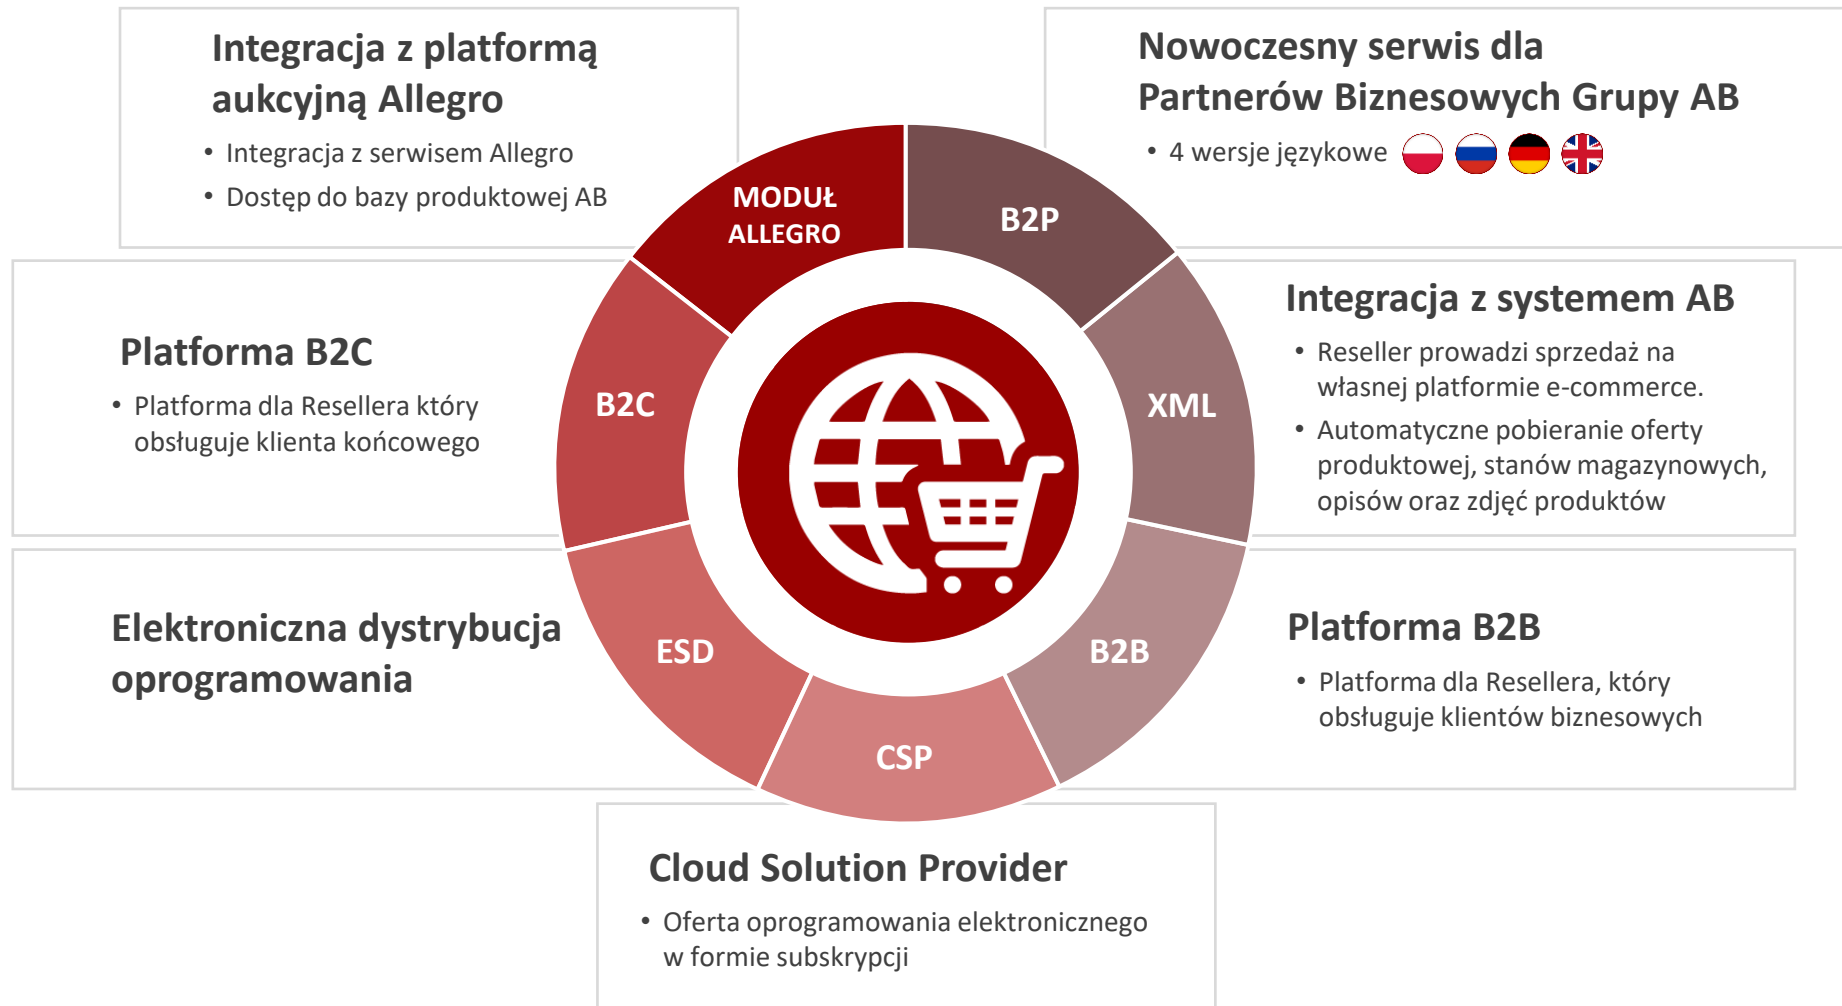 Integracja z platformą
aukcyjną Allegro
• Integracja z serwisem Allegro
• Dostęp do bazy produktowej AB
Nowoczesny serwis dla
Partnerów Biznesowych Grupy AB
• 4 wersje językowe
MODUŁ
ALLEGRO
B2P
Platforma B2C
• Platforma dla Resellera który
obsługuje klienta końcowego
B2C
XML
Integracja z systemem AB
• Reseller prowadzi sprzedaż na
własnej platformie e-commerce.
• Automatyczne pobieranie oferty
produktowej, stanów magazynowych,
opisów oraz zdjęć produktów
Elektroniczna dystrybucja
oprogramowania
ESD
B2B
Platforma B2B
• Platforma dla Resellera, który
obsługuje klientów biznesowych
CSP
Cloud Solution Provider
• Oferta oprogramowania elektronicznego
w formie subskrypcji